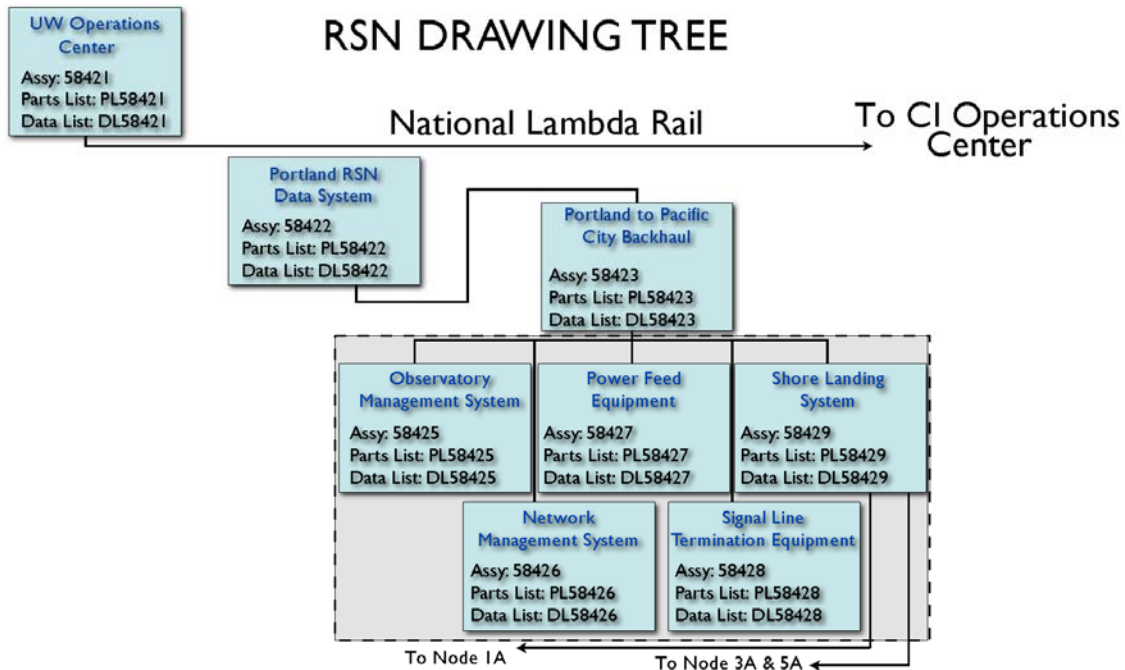 UW Operations
Center
Assy: 58421
Parts List: PL58421
Data List: DL58421
RSN DRAWING TREE
National Lambda Rail
To CI Operations
Center
Portland RSN
Data System
Assy: 58422
Parts List: PL58422
Data List: DL58422
Portland to Pacific
City Backhaul
Assy: 58423
Parts List: PL58423
Data List: DL58423
Observatory
Management System
Assy: 58425
Parts List: PL58425
Data List: DL58425
Power Feed
Equipment
Assy: 58427
Parts List: PL58427
Data List: DL58427
Shore Landing
System
Assy: 58429
Parts List: PL58429
Data List: DL58429
Network
Management System
Assy: 58426
Parts List: PL58426
Data List: DL58426
Signal Line
Termination Equipment
Assy: 58428
Parts List: PL58428
Data List: DL58428
To Node 1A
To Node 3A & 5A